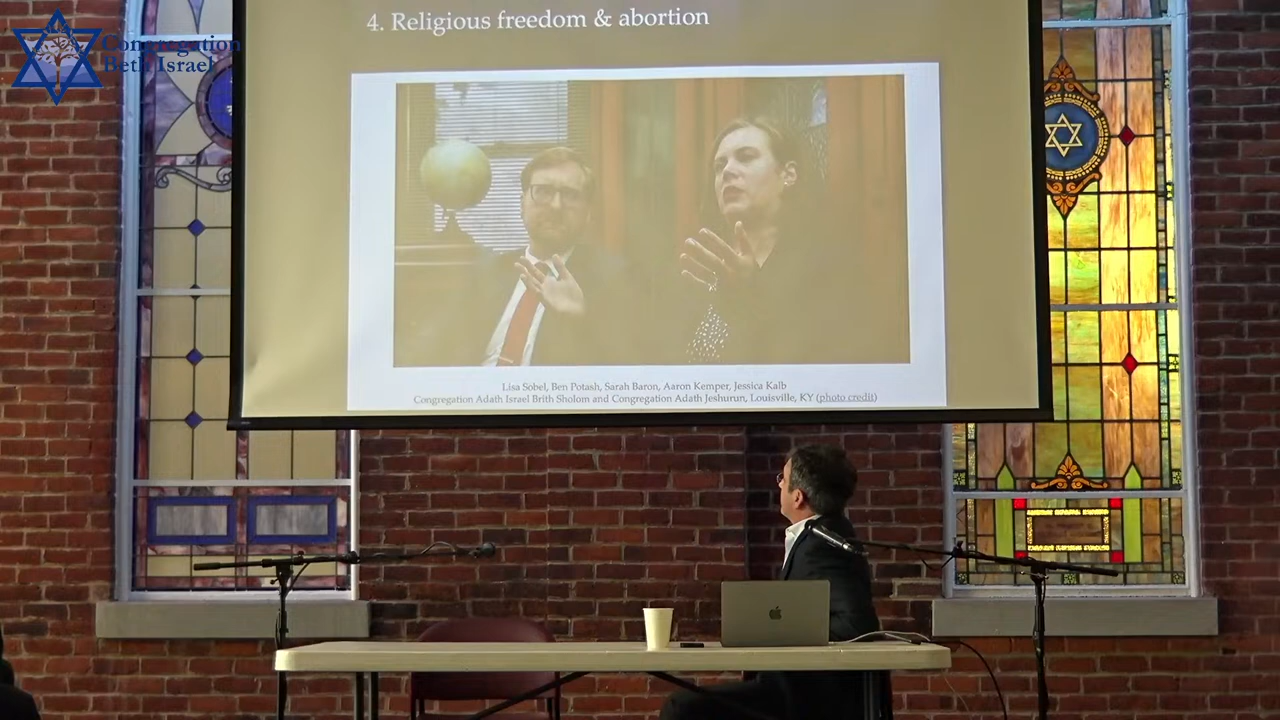 Congregation
Beth Israel
4. Religious freedom & abortion
Lisa Sobel, Ben Potash, Sarah Baron, Aaron Kemper, Jessica Kalb
Congregation Adath Israel Brith Sholom and Congregation Adath Jeshurun, Louisville, KY (photo credit)